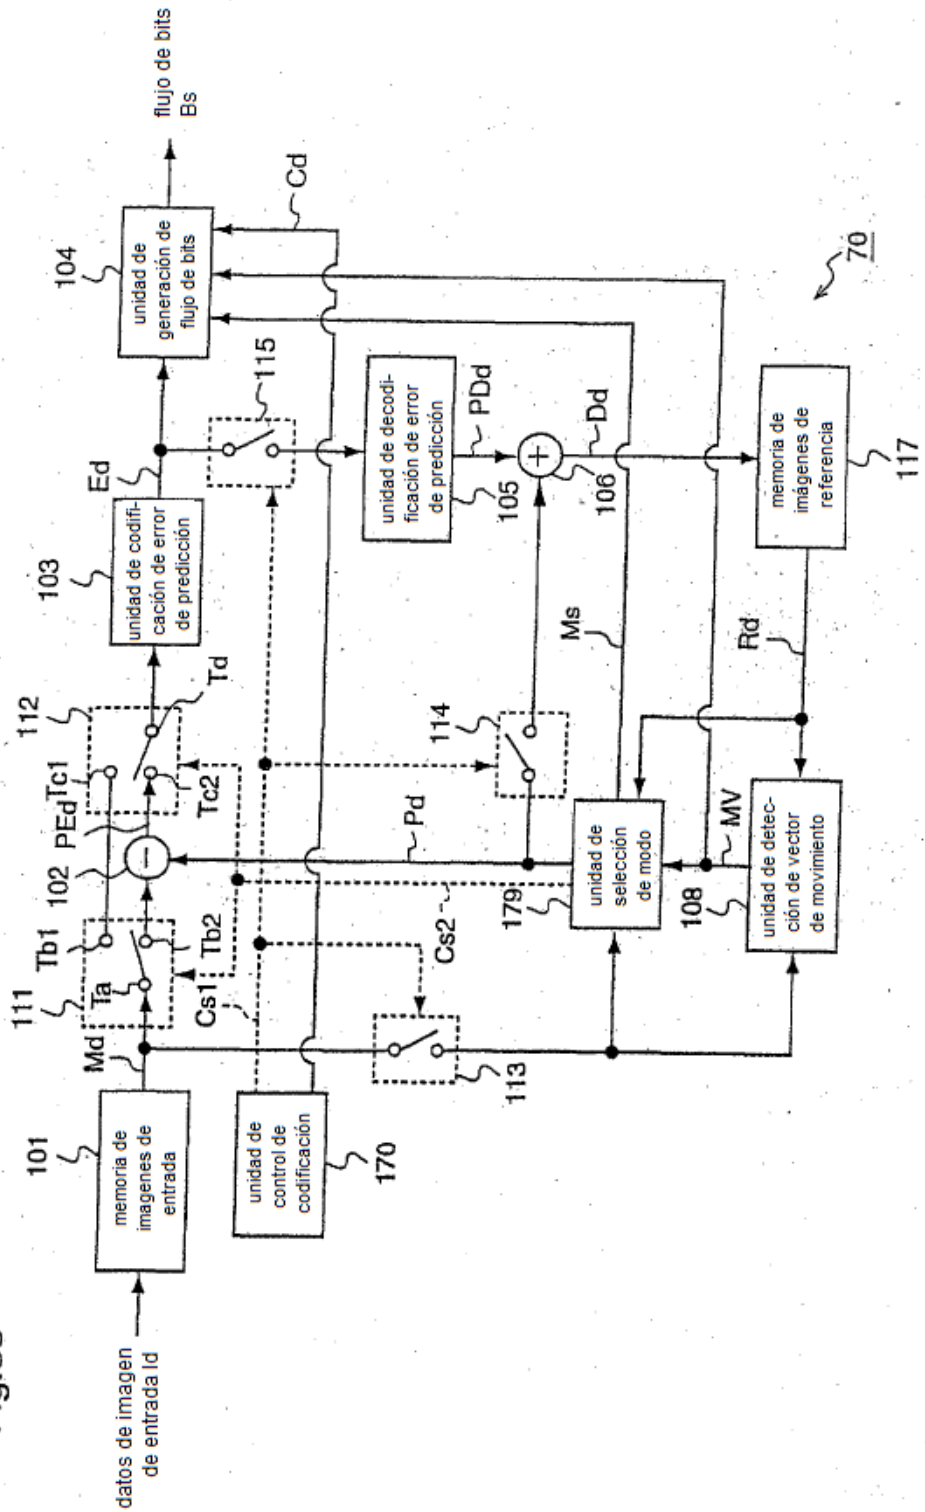 datos de imagen
de entrada Id
101
memoria de
imagenes de
entrada
Md
111
Ta
Tb1
Tb2
102
PEd
112
Tc1
Tc2
Td
103
unidad de codifi-
cación de error
de predicción
Ed
104
unidad de
generación de
flujo de bits
flujo de bits
Bs
Cd
115
unidad de
control de
codificación
170
Cs1
Cs2
113
Pd
114
unidad de decodi-
ficación de error
de predicción
105
PDd
106
Dd
70
179
unidad de
selección
de modo
Ms
108
MV
unidad de detec-
ción de vector
de movimiento
Rd
memoria de
imágenes de
referencia
117